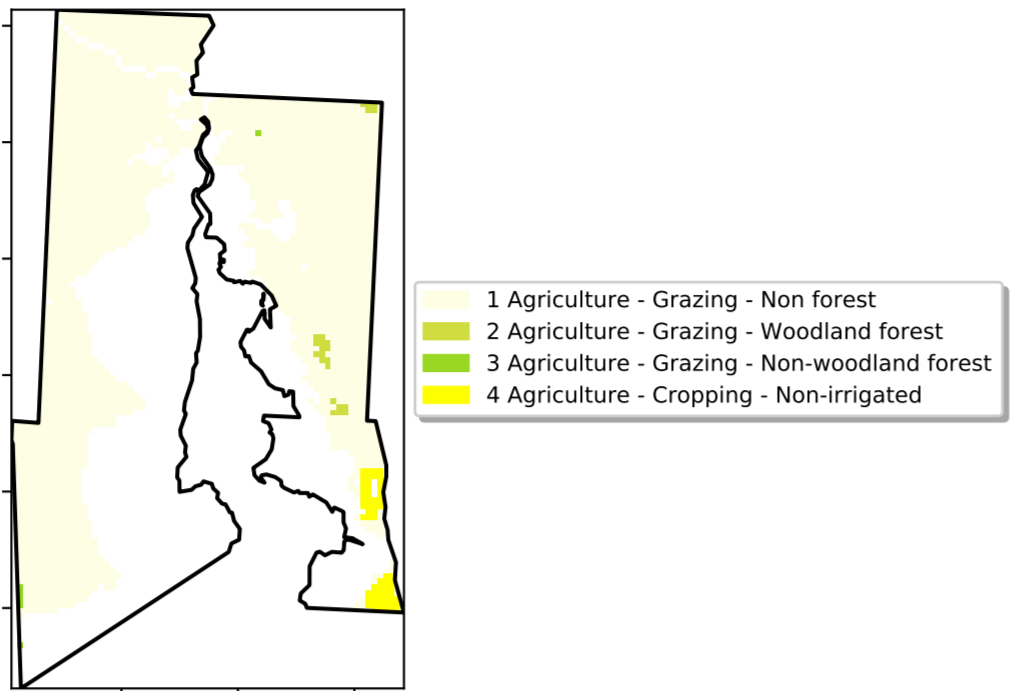 1 Agriculture - Grazing - Non forest
2 Agriculture - Grazing - Woodland forest
3 Agriculture - Grazing - Non-woodland forest
4 Agriculture - Cropping - Non-irrigated